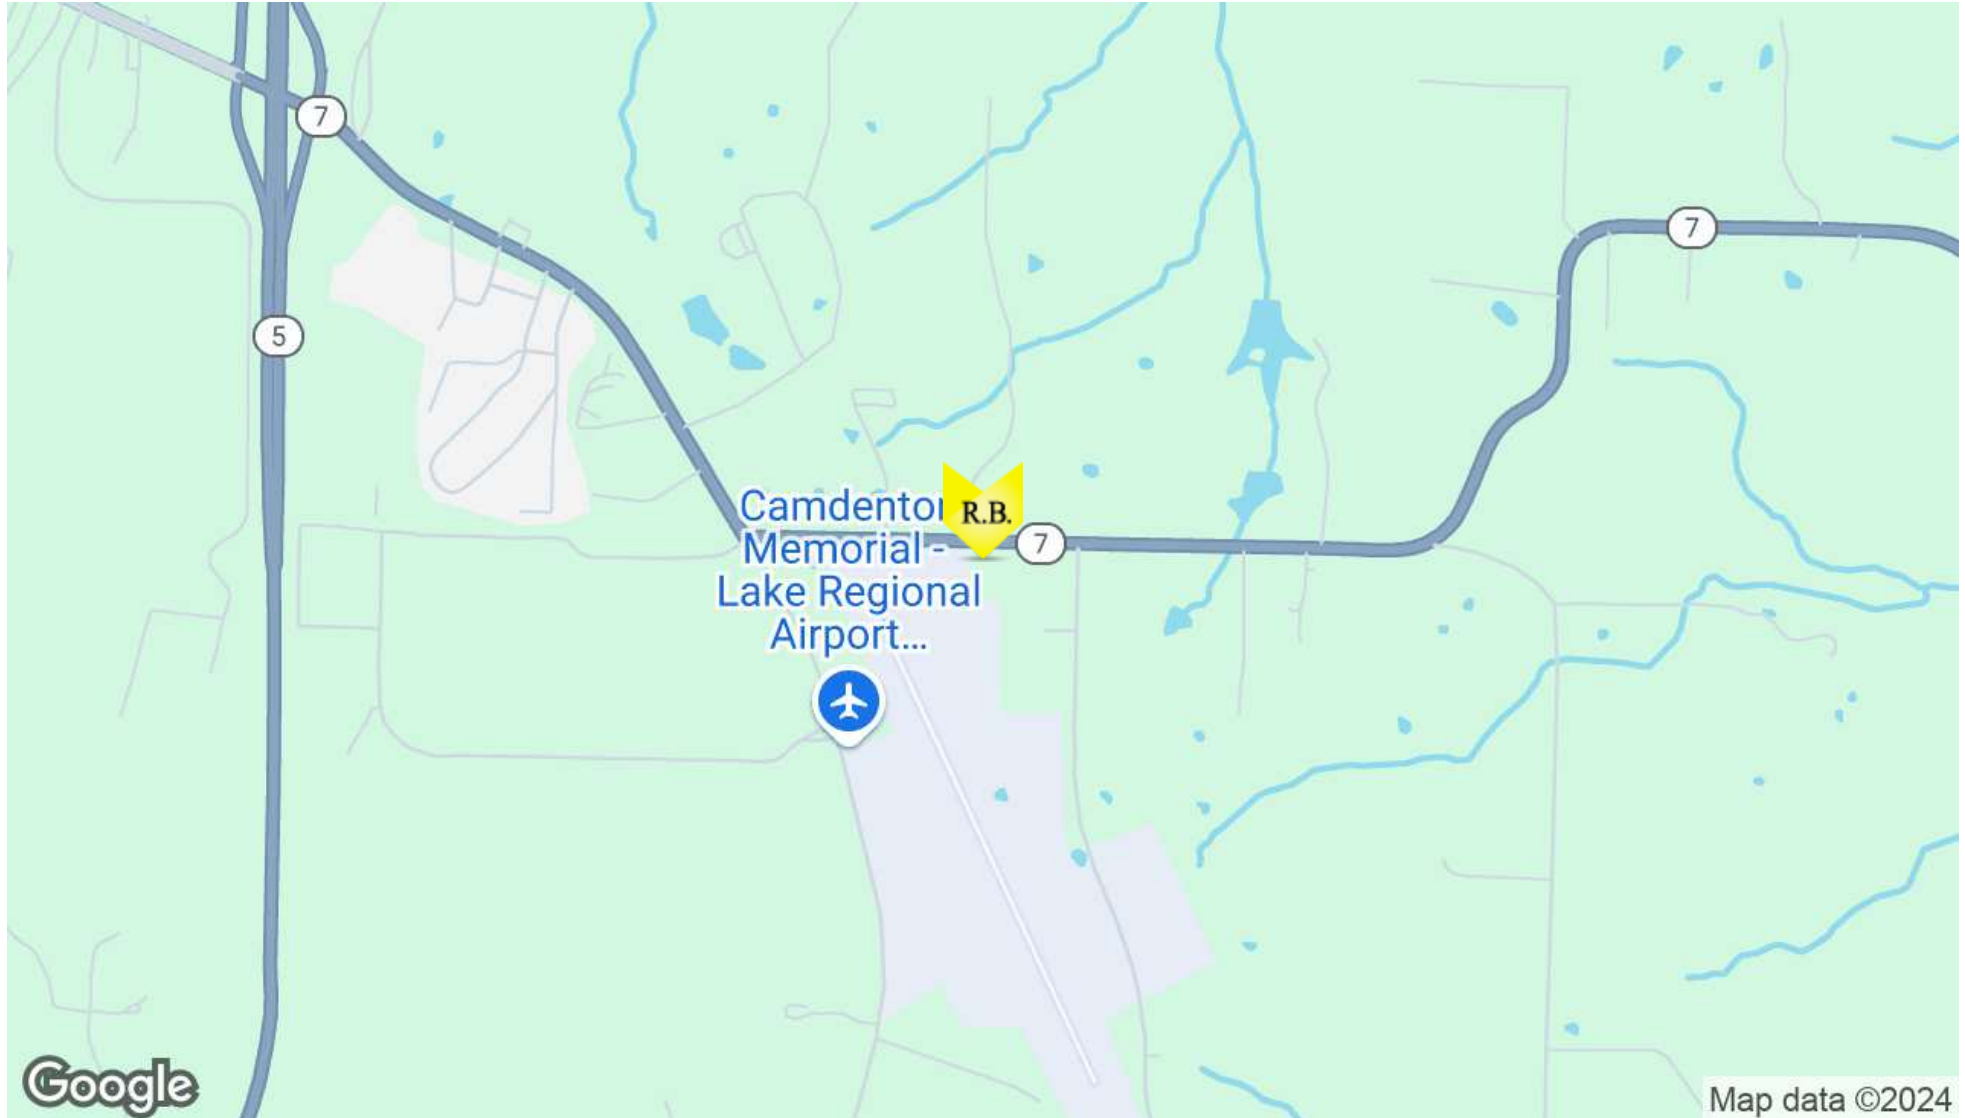 7
7
5
Camdenton
R.B.
7
Memorial -
Lake Regional
Airport...
Google
Map data ©2024